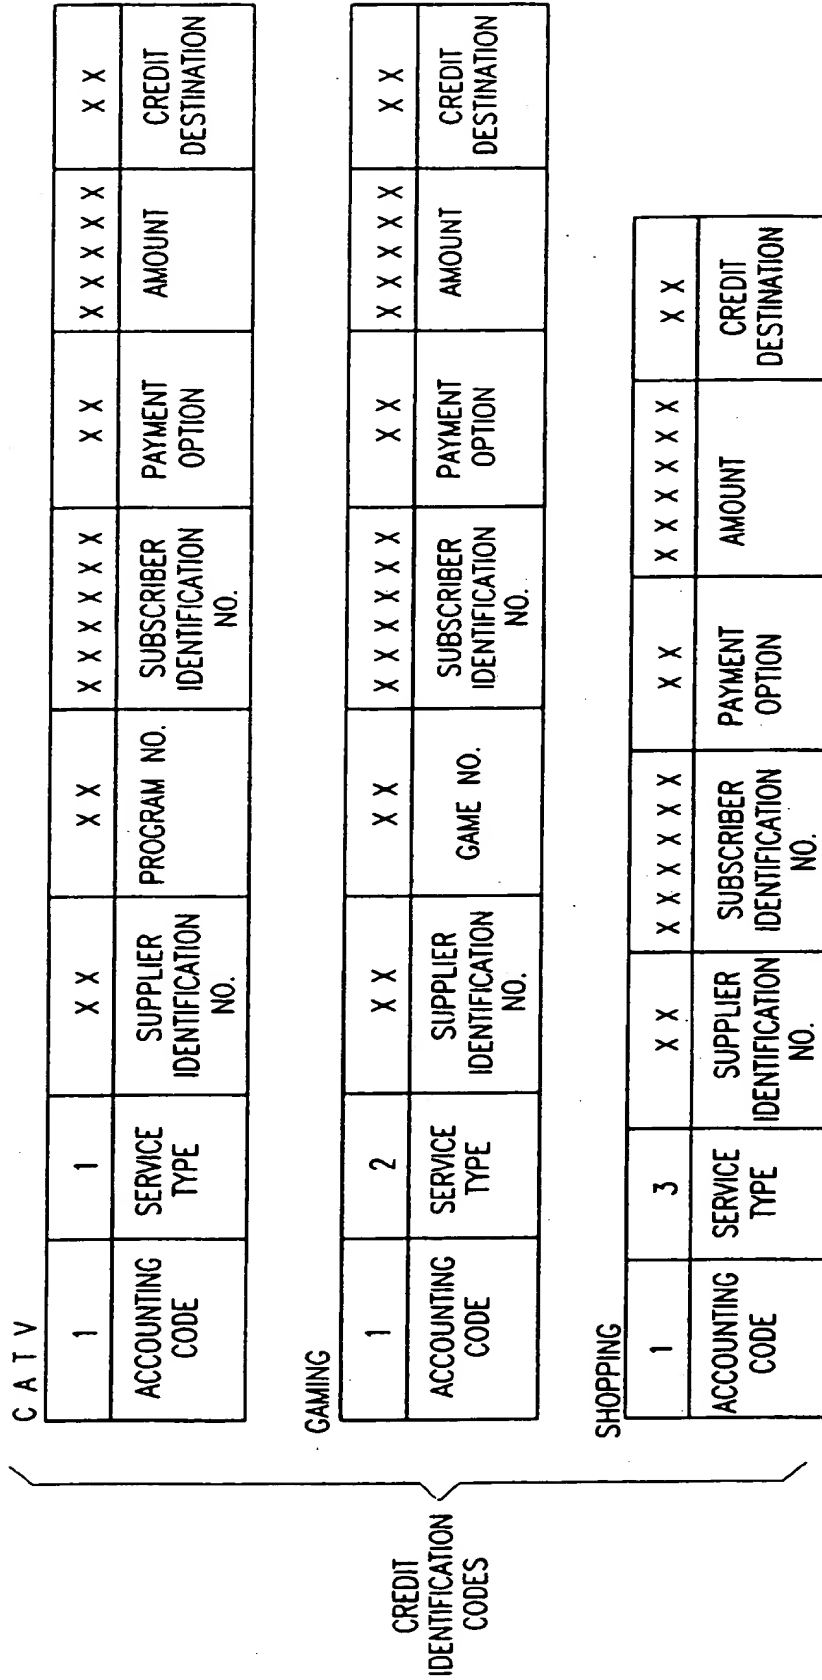 CREDIT
IDENTIFICATION
CODES
C A T V
1 1 X X X X X X X X X X X X X X X X X X X X X
ACCOUNTING CODE SERVICE TYPE SUPPLIER IDENTIFICATION NO. PROGRAM NO. SUBSCRIBER IDENTIFICATION NO. PAYMENT OPTION AMOUNT CREDIT DESTINATION
GAMING
1 2 X X X X X X X X X X X X X X X X X X X X X
ACCOUNTING CODE SERVICE TYPE SUPPLIER IDENTIFICATION NO. GAME NO. SUBSCRIBER IDENTIFICATION NO. PAYMENT OPTION AMOUNT CREDIT DESTINATION
SHOPPING
1 3 X X X X X X X X X X X X X X X X X X X X
ACCOUNTING CODE SERVICE TYPE SUPPLIER IDENTIFICATION NO. SUBSCRIBER IDENTIFICATION NO. PAYMENT OPTION AMOUNT CREDIT DESTINATION